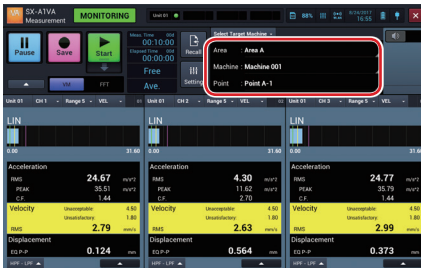 SX-A1VA
Measurement
MONITORING
Unit 01
88%
9/24/2017
16:55
Pause
Save
Start
Meas. Time
00:10:00
Elapsed Time
00:00:00
Free
Ave.
VM
FFT
Recall
Setting
Select Target Machine
Area : Area A
Machine : Machine 001
Point : Point A-1
Unit 01 CH 1 - Range 5 - VEL.
Unit 01 CH 2 - Range 5 - VEL.
Unit 01 CH 3 - Range 5 - VEL.
LIN
LIN
LIN
0.00 31.60
0.00 31.60
0.00 31.60
Acceleration
RMS 24.67 m/s^2
PEAK 35.51 m/s^2
C.F. 1.44
Velocity
Unacceptable: 4.50
Unsatisfactory: 1.80
RMS 2.79 mm/s
Displacement
EQ P-P 0.124 mm
HPF - LPF
Acceleration
RMS 4.30 m/s^2
PEAK 11.62 m/s^2
C.F. 2.70
Velocity
Unacceptable: 4.50
Unsatisfactory: 1.80
RMS 2.63 mm/s
Displacement
EQ P-P 0.564 mm
HPF - LPF
Acceleration
RMS 24.77 m/s^2
PEAK 35.79 m/s^2
C.F. 1.44
Velocity
Unacceptable: 4.50
Unsatisfactory: 1.80
RMS 2.99 mm/s
Displacement
EQ P-P 0.373 mm
HPF - LPF